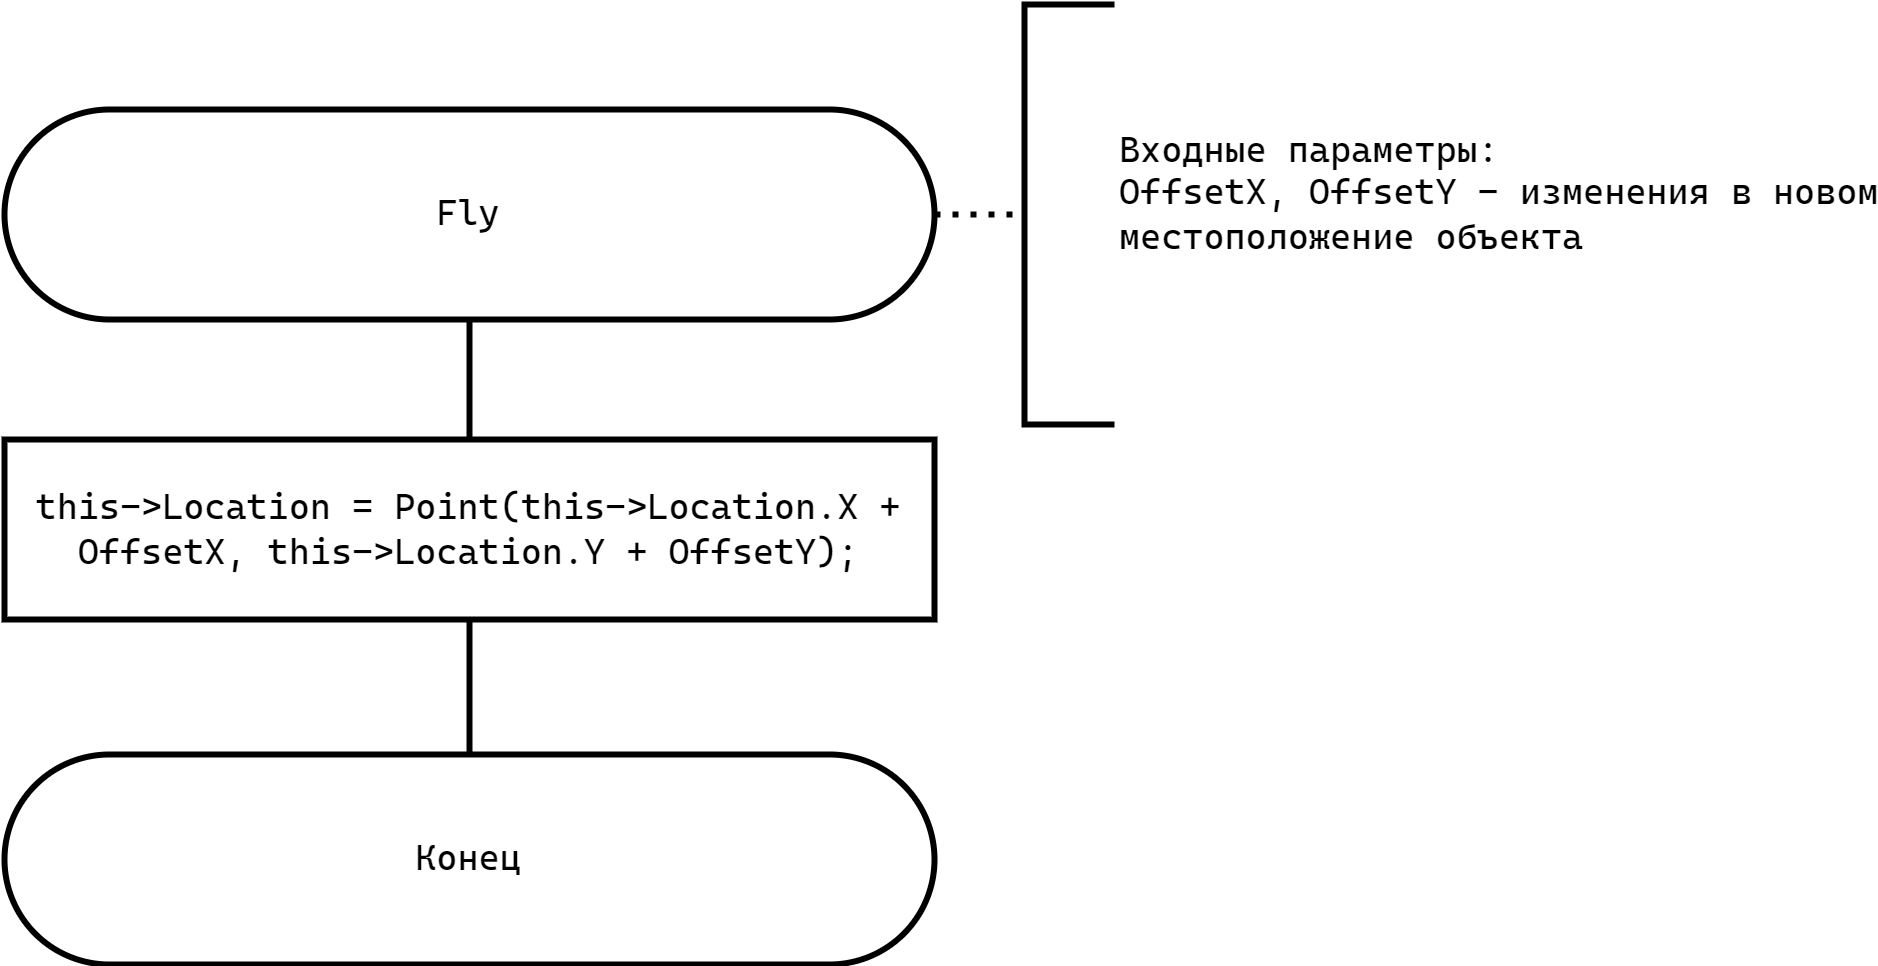 Fly
Входные параметры:
OffsetX, OffsetY – изменения в новом
местоположение объекта
this–>Location = Point(this–>Location.X +
OffsetX, this–>Location.Y + OffsetY);
Конец